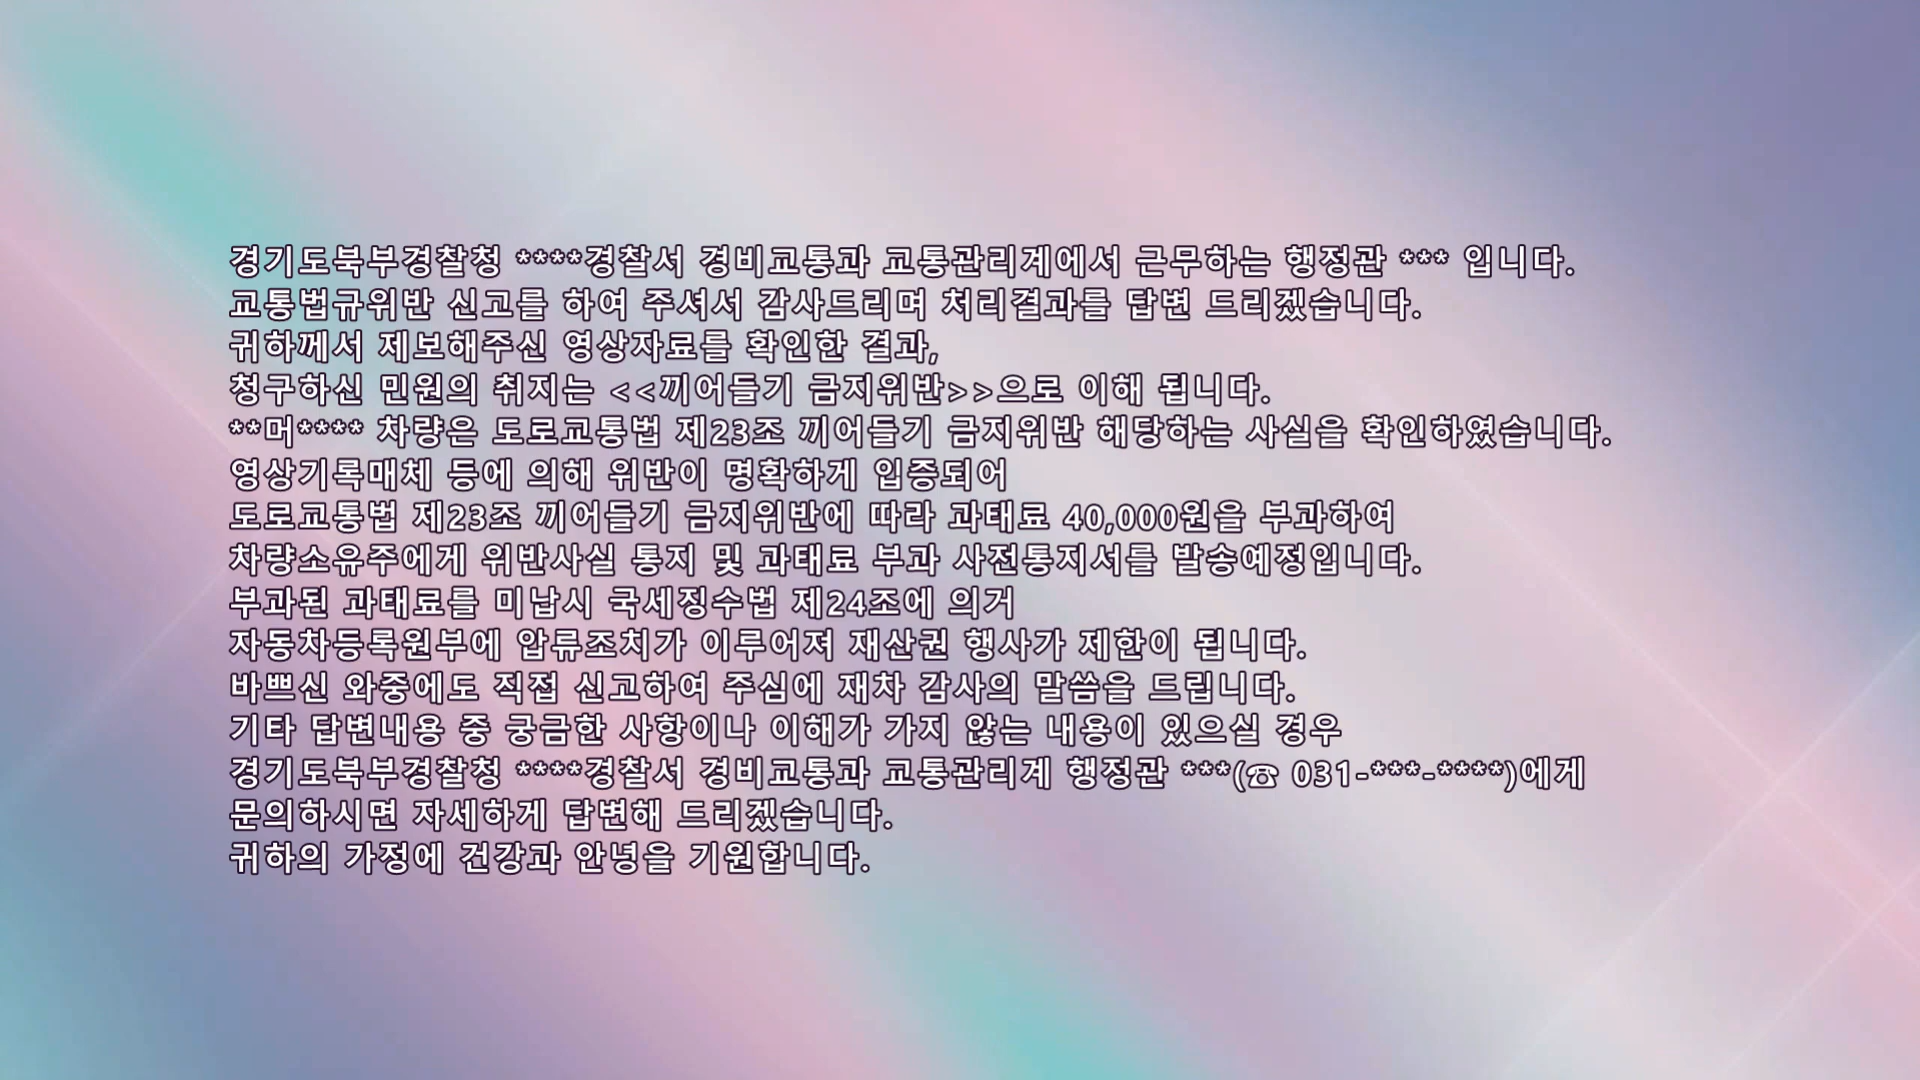 경기도북부경찰청 ****경찰서 경비교통과 교통관리계에서 근무하는 행정관 *** 입니다.
교통법규위반 신고를 하여 주셔서 감사드리며 처리결과를 답변 드리겠습니다.
귀하께서 제보해주신 영상자료를 확인한 결과,
청구하신 민원의 취지는 <<끼어들기 금지위반>>으로 이해 됩니다.
**머**** 차량은 도로교통법 제23조 끼어들기 금지위반 해당하는 사실을 확인하였습니다.
영상기록매체 등에 의해 위반이 명확하게 입증되어
도로교통법 제23조 끼어들기 금지위반에 따라 과태료 40,000원을 부과하여
차량소유주에게 위반사실 통지 및 과태료 부과 사전통지서를 발송예정입니다.
부과된 과태료를 미납시 국세징수법 제24조에 의거
자동차등록원부에 압류조치가 이루어져 재산권 행사가 제한이 됩니다.
바쁘신 와중에도 직접 신고하여 주심에 재차 감사의 말씀을 드립니다.
기타 답변내용 중 궁금한 사항이나 이해가 가지 않는 내용이 있으실 경우
경기도북부경찰청 ****경찰서 경비교통과 교통관리계 행정관 ***(☎ 031-***-****)에게
문의하시면 자세하게 답변해 드리겠습니다.
귀하의 가정에 건강과 안녕을 기원합니다.